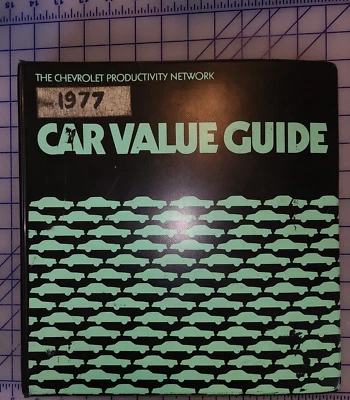 THE CHEVROLET PRODUCTIVITY NETWORK
1977
CAR VALUE GUIDE